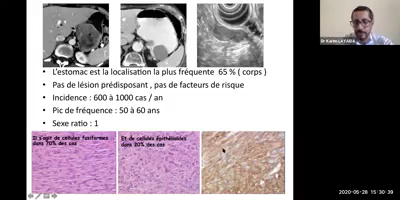 Dr Karim LAYAIDA
• L'estomac est la localisation la plus fréquente 65 % ( corps )
• Pas de lésion prédisposant , pas de facteurs de risque
• Incidence : 600 à 1000 cas / an
• Pic de fréquence : 50 à 60 ans
• Sexe ratio : 1
Il s'agit de cellules fusiformes
dans 70% des cas
Et de cellules épithélioïdes
dans 20% des cas
2020-05-28 15:30:39